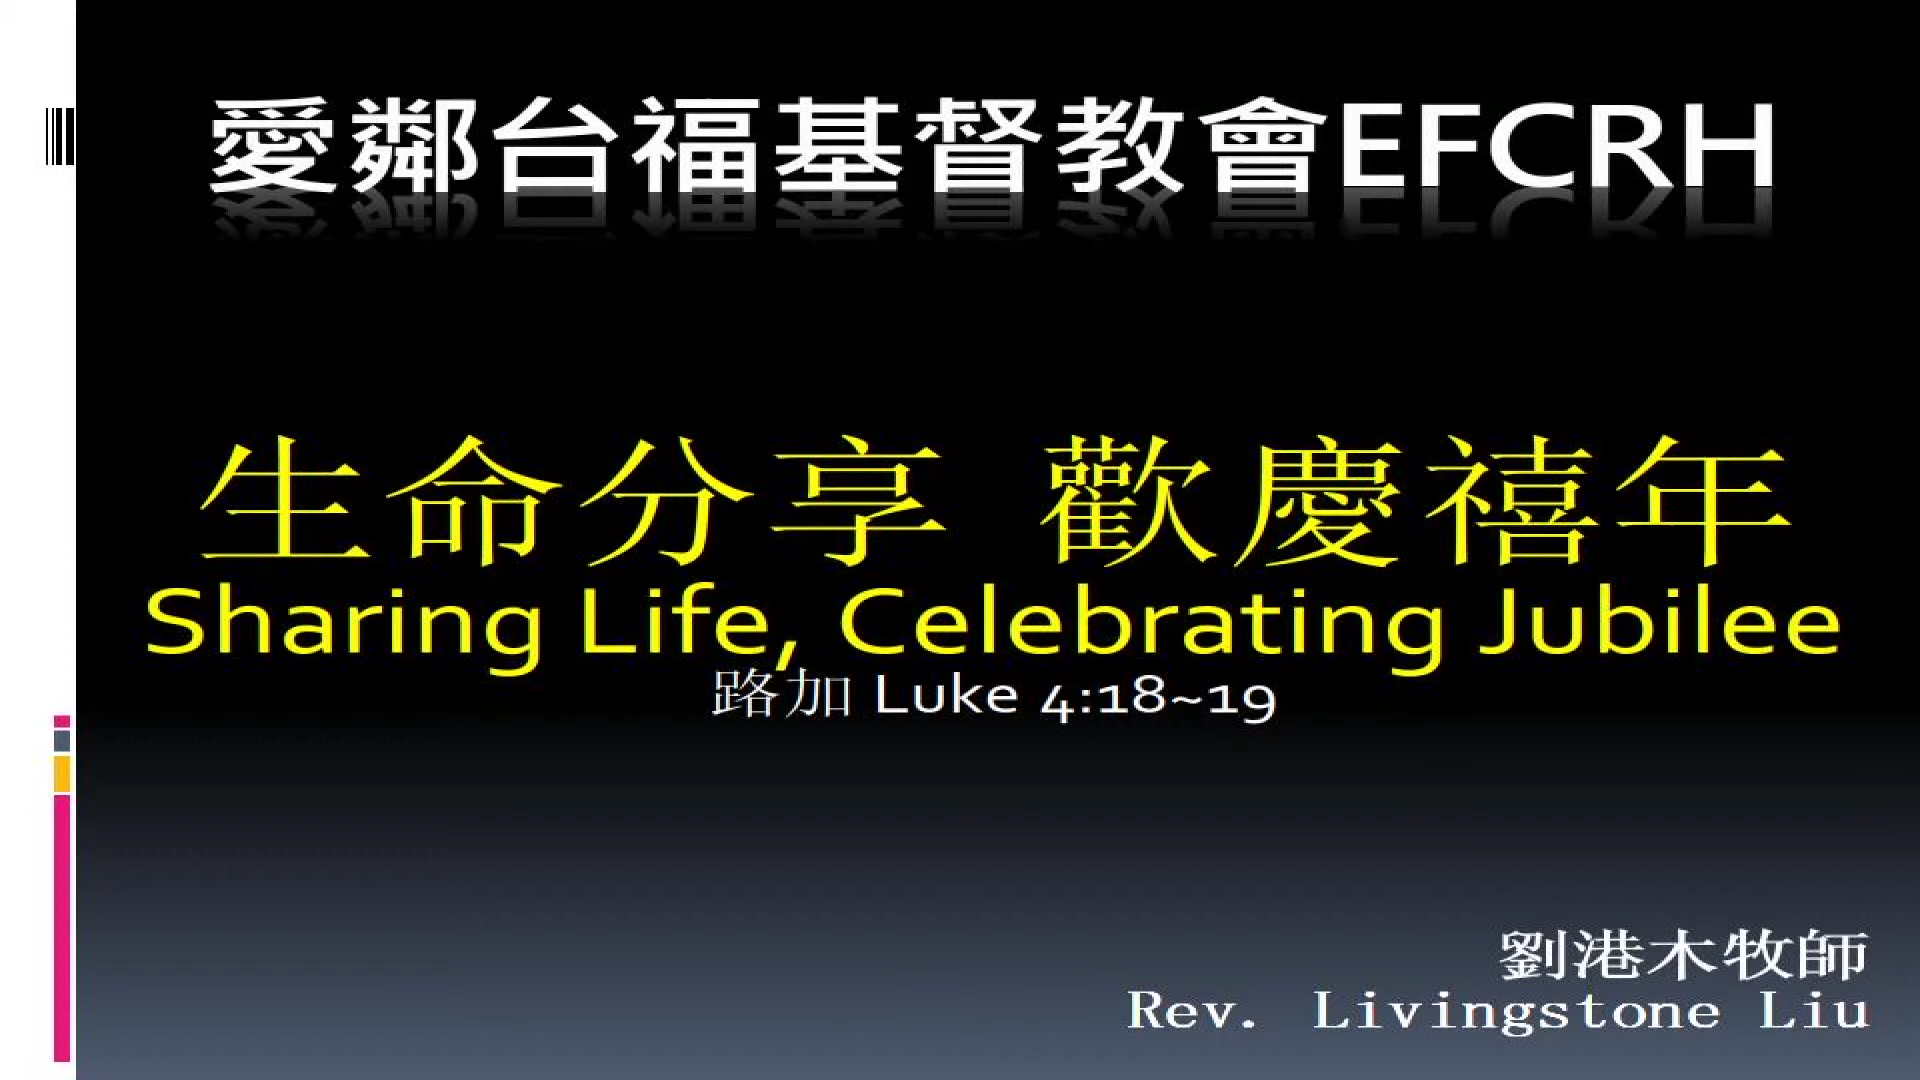 愛鄰台福基督教會EFCRH
生命分享 歡慶禧年
Sharing Life, Celebrating Jubilee
路加 Luke 4:18~19
劉港木牧師
Rev. Livingstone Liu